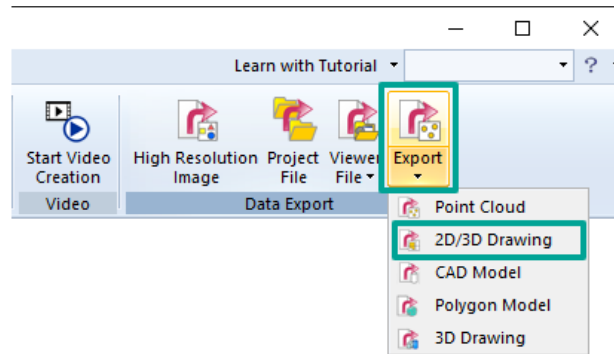 Learn with Tutorial
?
Start Video
Creation
High Resolution
Image
Project
File
Viewer
File
Export
Video
Data Export
Point Cloud
2D/3D Drawing
CAD Model
Polygon Model
3D Drawing